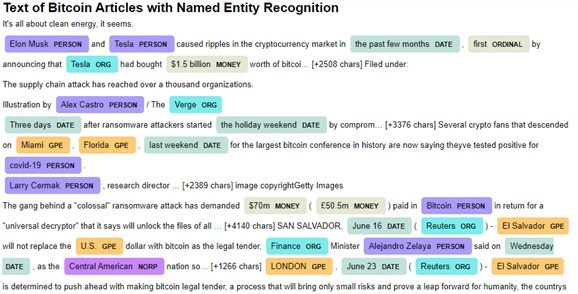 Text of Bitcoin Articles with Named Entity Recognition
It's all about clean energy, it seems.
Elon Musk PERSON and Tesla PERSON caused ripples in the cryptocurrency market in the past few months DATE , first ORDINAL by
announcing that Tesla ORG had bought $1.5 billion MONEY worth of bitcoi… [+2508 chars] Filed under:
The supply chain attack has reached over a thousand organizations.
Illustration by Alex Castro PERSON / The Verge ORG
Three days DATE after ransomware attackers started the holiday weekend DATE by comprom… [+3376 chars] Several crypto fans that descended
on Miami GPE , Florida GPE , last weekend DATE for the largest bitcoin conference in history are now saying theyve tested positive for
covid-19 PERSON .
Larry Cermak PERSON , research director … [+2389 chars] image copyrightGetty Images
The gang behind a "colossal" ransomware attack has demanded $70m MONEY ( £50.5m MONEY ) paid in Bitcoin PERSON in return for a
"universal decryptor" that it says will unlock the files of all … [+4140 chars] SAN SALVADOR, June 16 DATE ( Reuters ORG ) - El Salvador GPE
will not replace the U.S. GPE dollar with bitcoin as the legal tender, Finance ORG Minister Alejandro Zelaya PERSON said on Wednesday
DATE , as the Central American NORP nation so… [+1266 chars] LONDON GPE , June 23 DATE ( Reuters ORG ) - El Salvador GPE
is determined to push ahead with making bitcoin legal tender, a process that will bring only small risks and prove a leap forward for humanity, the countrys